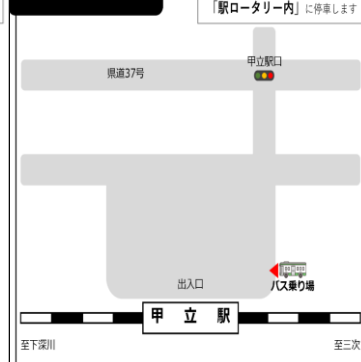 「駅ロータリー内」に停車します
甲立駅口
県道37号
出入口
バス乗り場
甲立駅
至下深川
至三次